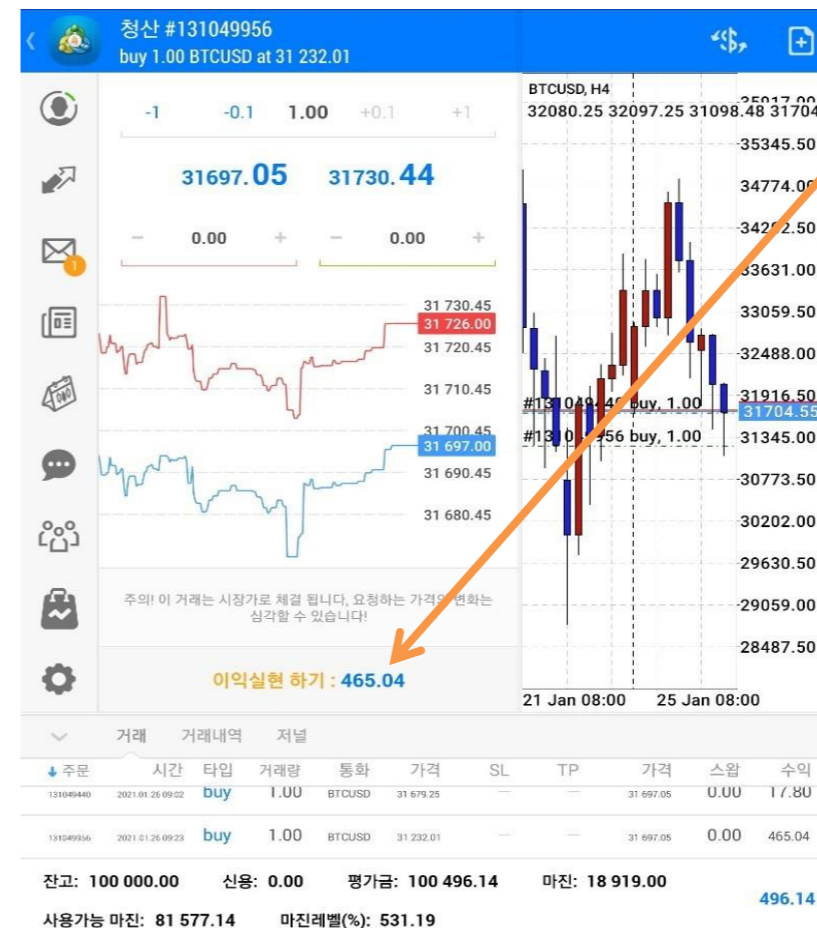 청산 #131049956
buy 1.00 BTCUSD at 31 232.01
-1 -0.1 1.00 +0.1 +1
31697.05 31730.44
− 0.00 + − 0.00 +
31 730.45
31 726.00
31 720.45
31 710.45
31 700.45
31 697.00
31 690.45
31 680.45
주의! 이 거래는 시장가로 체결 됩니다, 요청하는 가격의 변화는
심각할 수 있습니다!
이익실현 하기 : 465.04
1
BTCUSD, H4
32080.25 32097.25 31098.48 31704
35917.00
35345.50
34774.00
34202.50
33631.00
33059.50
32488.00
31916.50
31704.55
31345.00
30773.50
30202.00
29630.50
29059.00
28487.50
#131049440 buy, 1.00
#131049956 buy, 1.00
21 Jan 08:00 25 Jan 08:00
거래 거래내역 저널
주문 시간 타입 거래량 통화 가격 SL TP 가격 스왑 수익
131049440 2021.01.26 09:02 buy 1.00 BTCUSD 31 679.25 — — 31 697.05 0.00 17.80
131049956 2021.01.26 09:23 buy 1.00 BTCUSD 31 232.01 — — 31 697.05 0.00 465.04
잔고: 100 000.00 신용: 0.00 평가금: 100 496.14 마진: 18 919.00
496.14
사용가능 마진: 81 577.14 마진레벨(%): 531.19